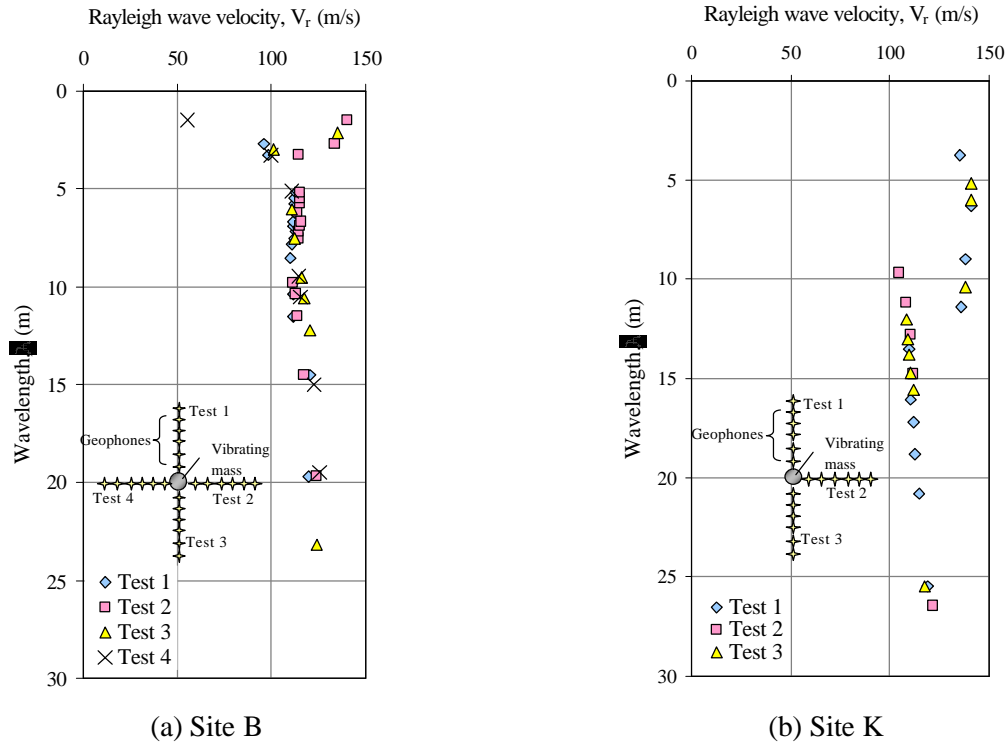 Rayleigh wave velocity, Vr (m/s)
0 50 100 150
0
5
10
15
20
25
30
Wavelength (m)
Test 1
Geophones
Vibrating
mass
Test 4
Test 2
Test 3
Test 1
Test 2
Test 3
Test 4
(a) Site B
Rayleigh wave velocity, Vr (m/s)
0 50 100 150
0
5
10
15
20
25
30
Wavelength (m)
Test 1
Geophones
Vibrating
mass
Test 2
Test 3
Test 1
Test 2
Test 3
(b) Site K